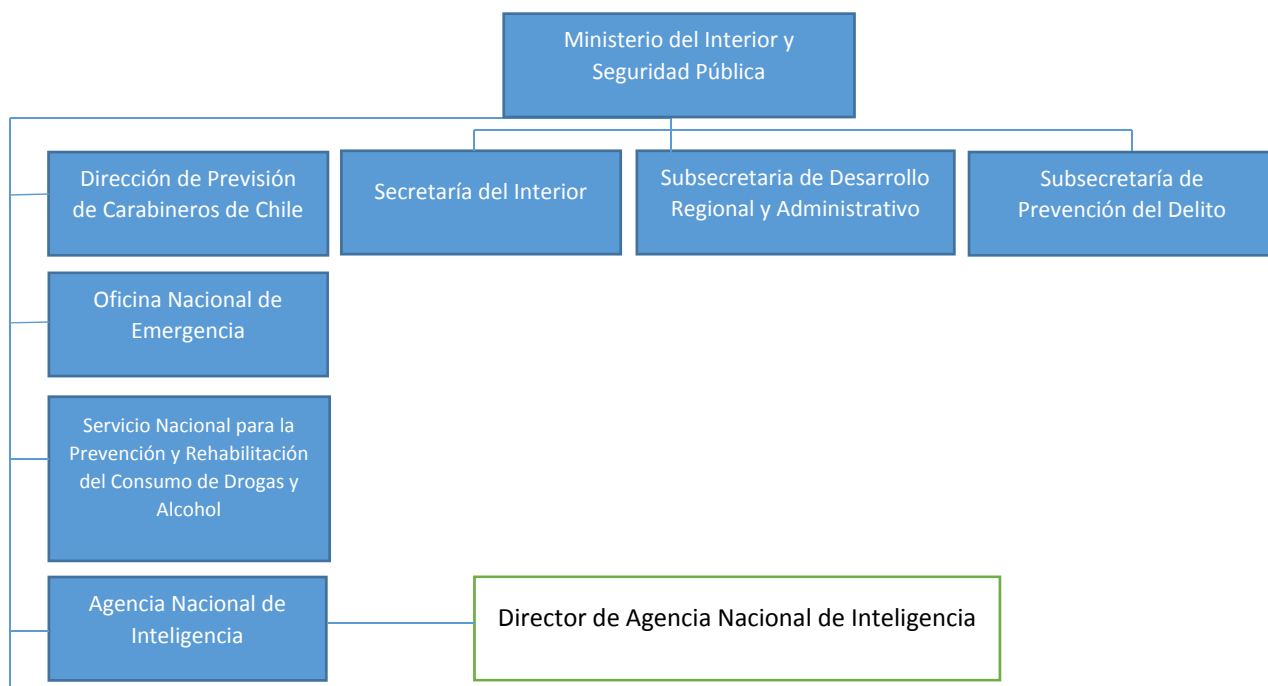 Ministerio del Interior y
Seguridad Pública
Dirección de Previsión
de Carabineros de Chile
Secretaría del Interior
Subsecretaria de Desarrollo
Regional y Administrativo
Subsecretaría de
Prevención del Delito
Oficina Nacional de
Emergencia
Servicio Nacional para la
Prevención y Rehabilitación
del Consumo de Drogas y
Alcohol
Agencia Nacional de
Inteligencia
Director de Agencia Nacional de Inteligencia